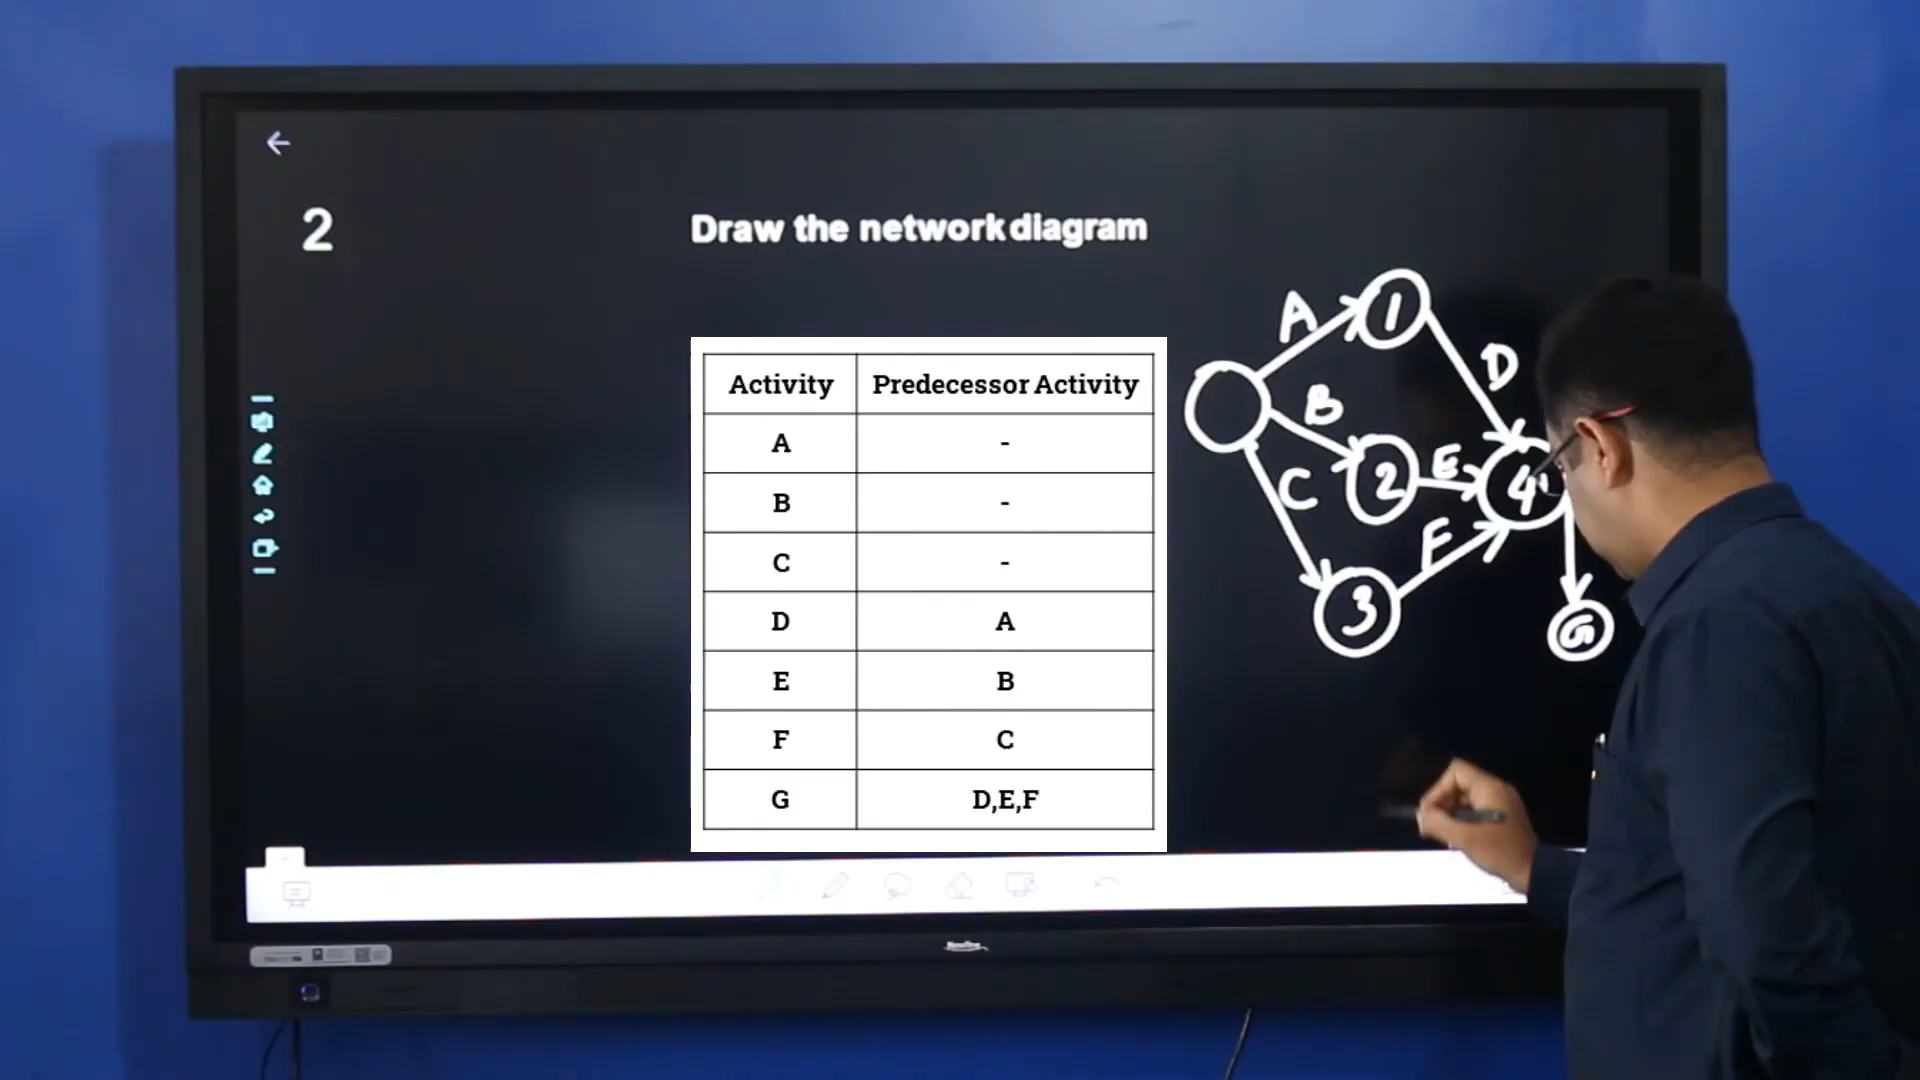 2
Draw the network diagram
Activity Predecessor Activity
A -
B -
C -
D A
E B
F C
G D,E,F
A
1
D
B
2
E
4
C
F
3
G